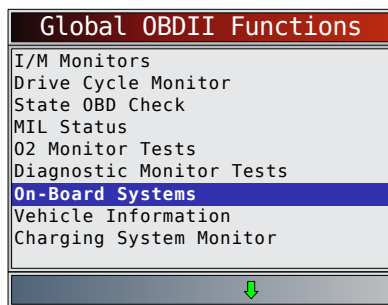 Global OBDII Functions
I/M Monitors
Drive Cycle Monitor
State OBD Check
MIL Status
O2 Monitor Tests
Diagnostic Monitor Tests
On-Board Systems
Vehicle Information
Charging System Monitor